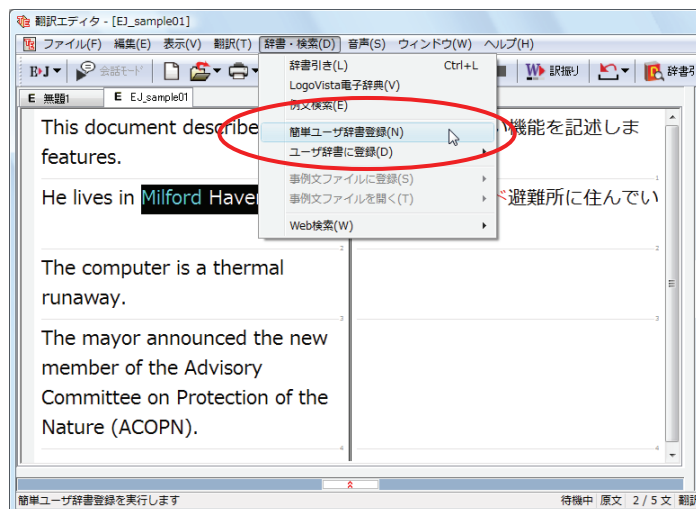 翻訳エディタ - [EJ_sample01]
ファイル(F) 編集(E) 表示(V) 翻訳(T) 辞書・検索(D) 音声(S) ウィンドウ(W) ヘルプ(H)
E›J 会話モード 訳振り 辞書引
E 無題1 E EJ_sample01
辞書引き(L) Ctrl+L
LogoVista電子辞典(V)
例文検索(E)
簡単ユーザ辞書登録(N)
ユーザ辞書に登録(D)
事例文ファイルに登録(S)
事例文ファイルを開く(T)
Web検索(W)
This document describe
features.
い機能を記述しま
1
He lives in Milford Haven
避難所に住んでい
2
2
The computer is a thermal
runaway.
3
3
The mayor announced the new
member of the Advisory
Committee on Protection of the
Nature (ACOPN).
4
4
簡単ユーザ辞書登録を実行します 待機中 原文 2 / 5 文 翻訳